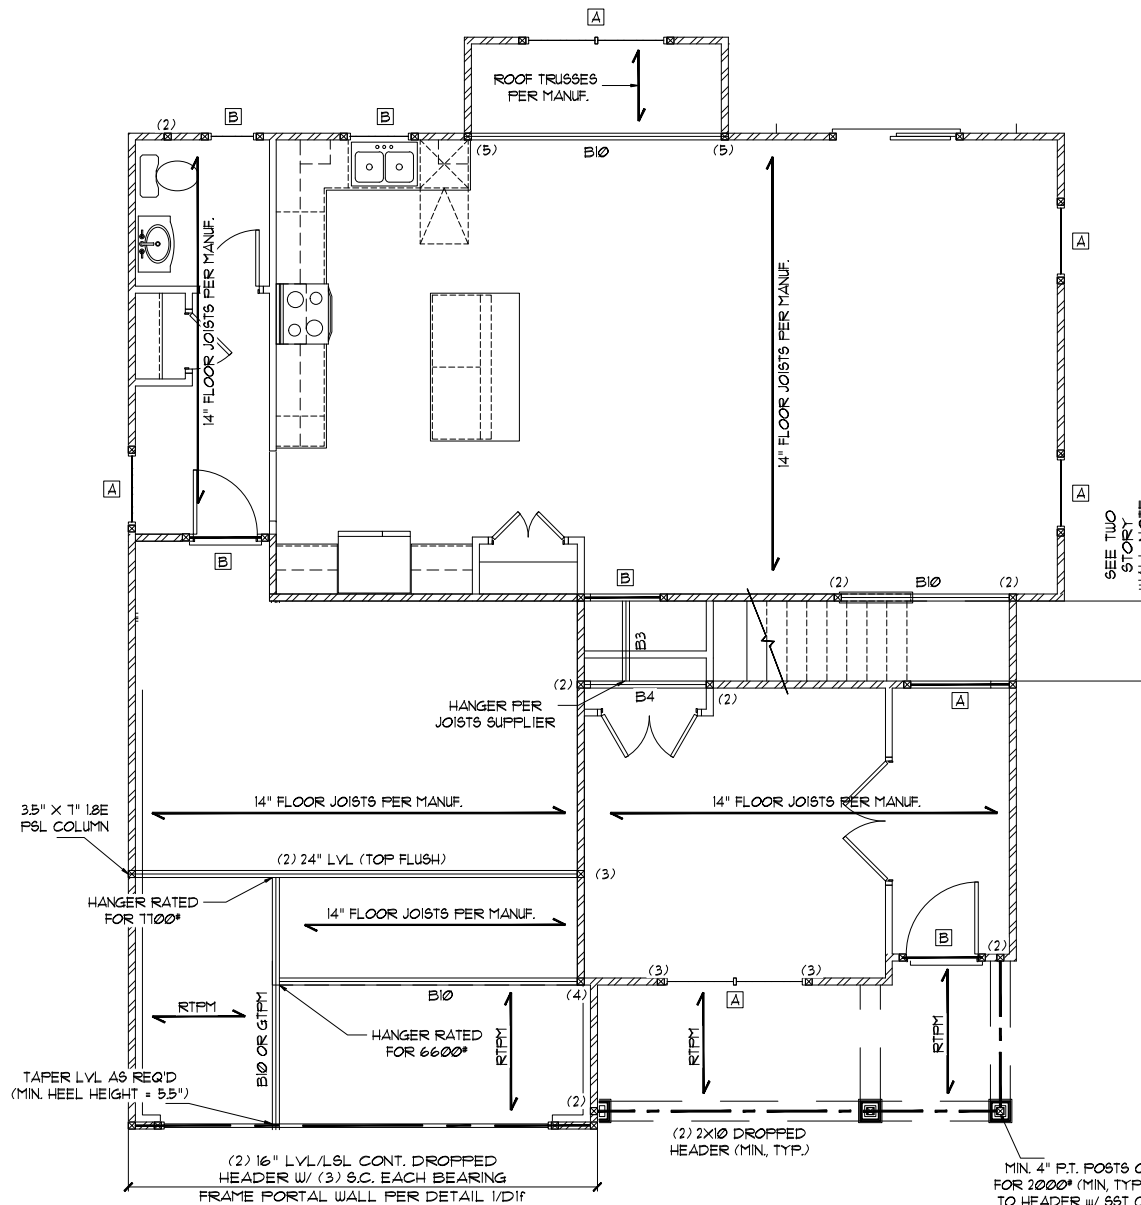 A
ROOF TRUSSES
PER MANUF.
(2)
B
B
(5)
B10
(5)
14" FLOOR JOISTS PER MANUF.
14" FLOOR JOISTS PER MANUF.
A
A
A
B
SEE TWO
STORY
B
(2)
B10
(2)
B3
(2)
B4
(2)
A
HANGER PER
JOISTS SUPPLIER
14" FLOOR JOISTS PER MANUF.
14" FLOOR JOISTS PER MANUF.
3.5" X 7" 1.8E
PSL COLUMN
(2) 24" LVL (TOP FLUSH)
(3)
HANGER RATED
FOR 7700#
14" FLOOR JOISTS PER MANUF.
B
(2)
(3)
(3)
B10
(4)
A
RTPM
B10 OR GTPM
RTPM
RTPM
RTPM
HANGER RATED
FOR 6600#
TAPER LVL AS REQ'D
(MIN. HEEL HEIGHT = 5.5")
(2)
(2) 2X10 DROPPED
HEADER (MIN., TYP.)
(2) 16" LVL/LSL CONT. DROPPED
HEADER W/ (3) S.C. EACH BEARING
FRAME PORTAL WALL PER DETAIL 1/D1f
MIN. 4" P.T. POSTS
FOR 2000# (MIN, TYP
TO HEADER w/ SST